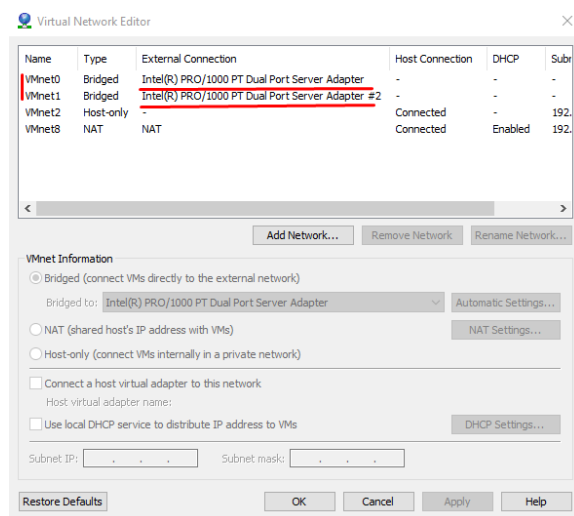 Virtual Network Editor
Name Type External Connection Host Connection DHCP Subr
VMnet0 Bridged Intel(R) PRO/1000 PT Dual Port Server Adapter - - -
VMnet1 Bridged Intel(R) PRO/1000 PT Dual Port Server Adapter #2 - - -
VMnet2 Host-only - Connected - 192.
VMnet8 NAT NAT Connected Enabled 192.
Add Network... Remove Network Rename Network...
VMnet Information
Bridged (connect VMs directly to the external network)
Bridged to: Intel(R) PRO/1000 PT Dual Port Server Adapter Automatic Settings...
NAT (shared host's IP address with VMs) NAT Settings...
Host-only (connect VMs internally in a private network)
Connect a host virtual adapter to this network
Host virtual adapter name:
Use local DHCP service to distribute IP address to VMs DHCP Settings...
Subnet IP: . . . Subnet mask: . . .
Restore Defaults OK Cancel Apply Help